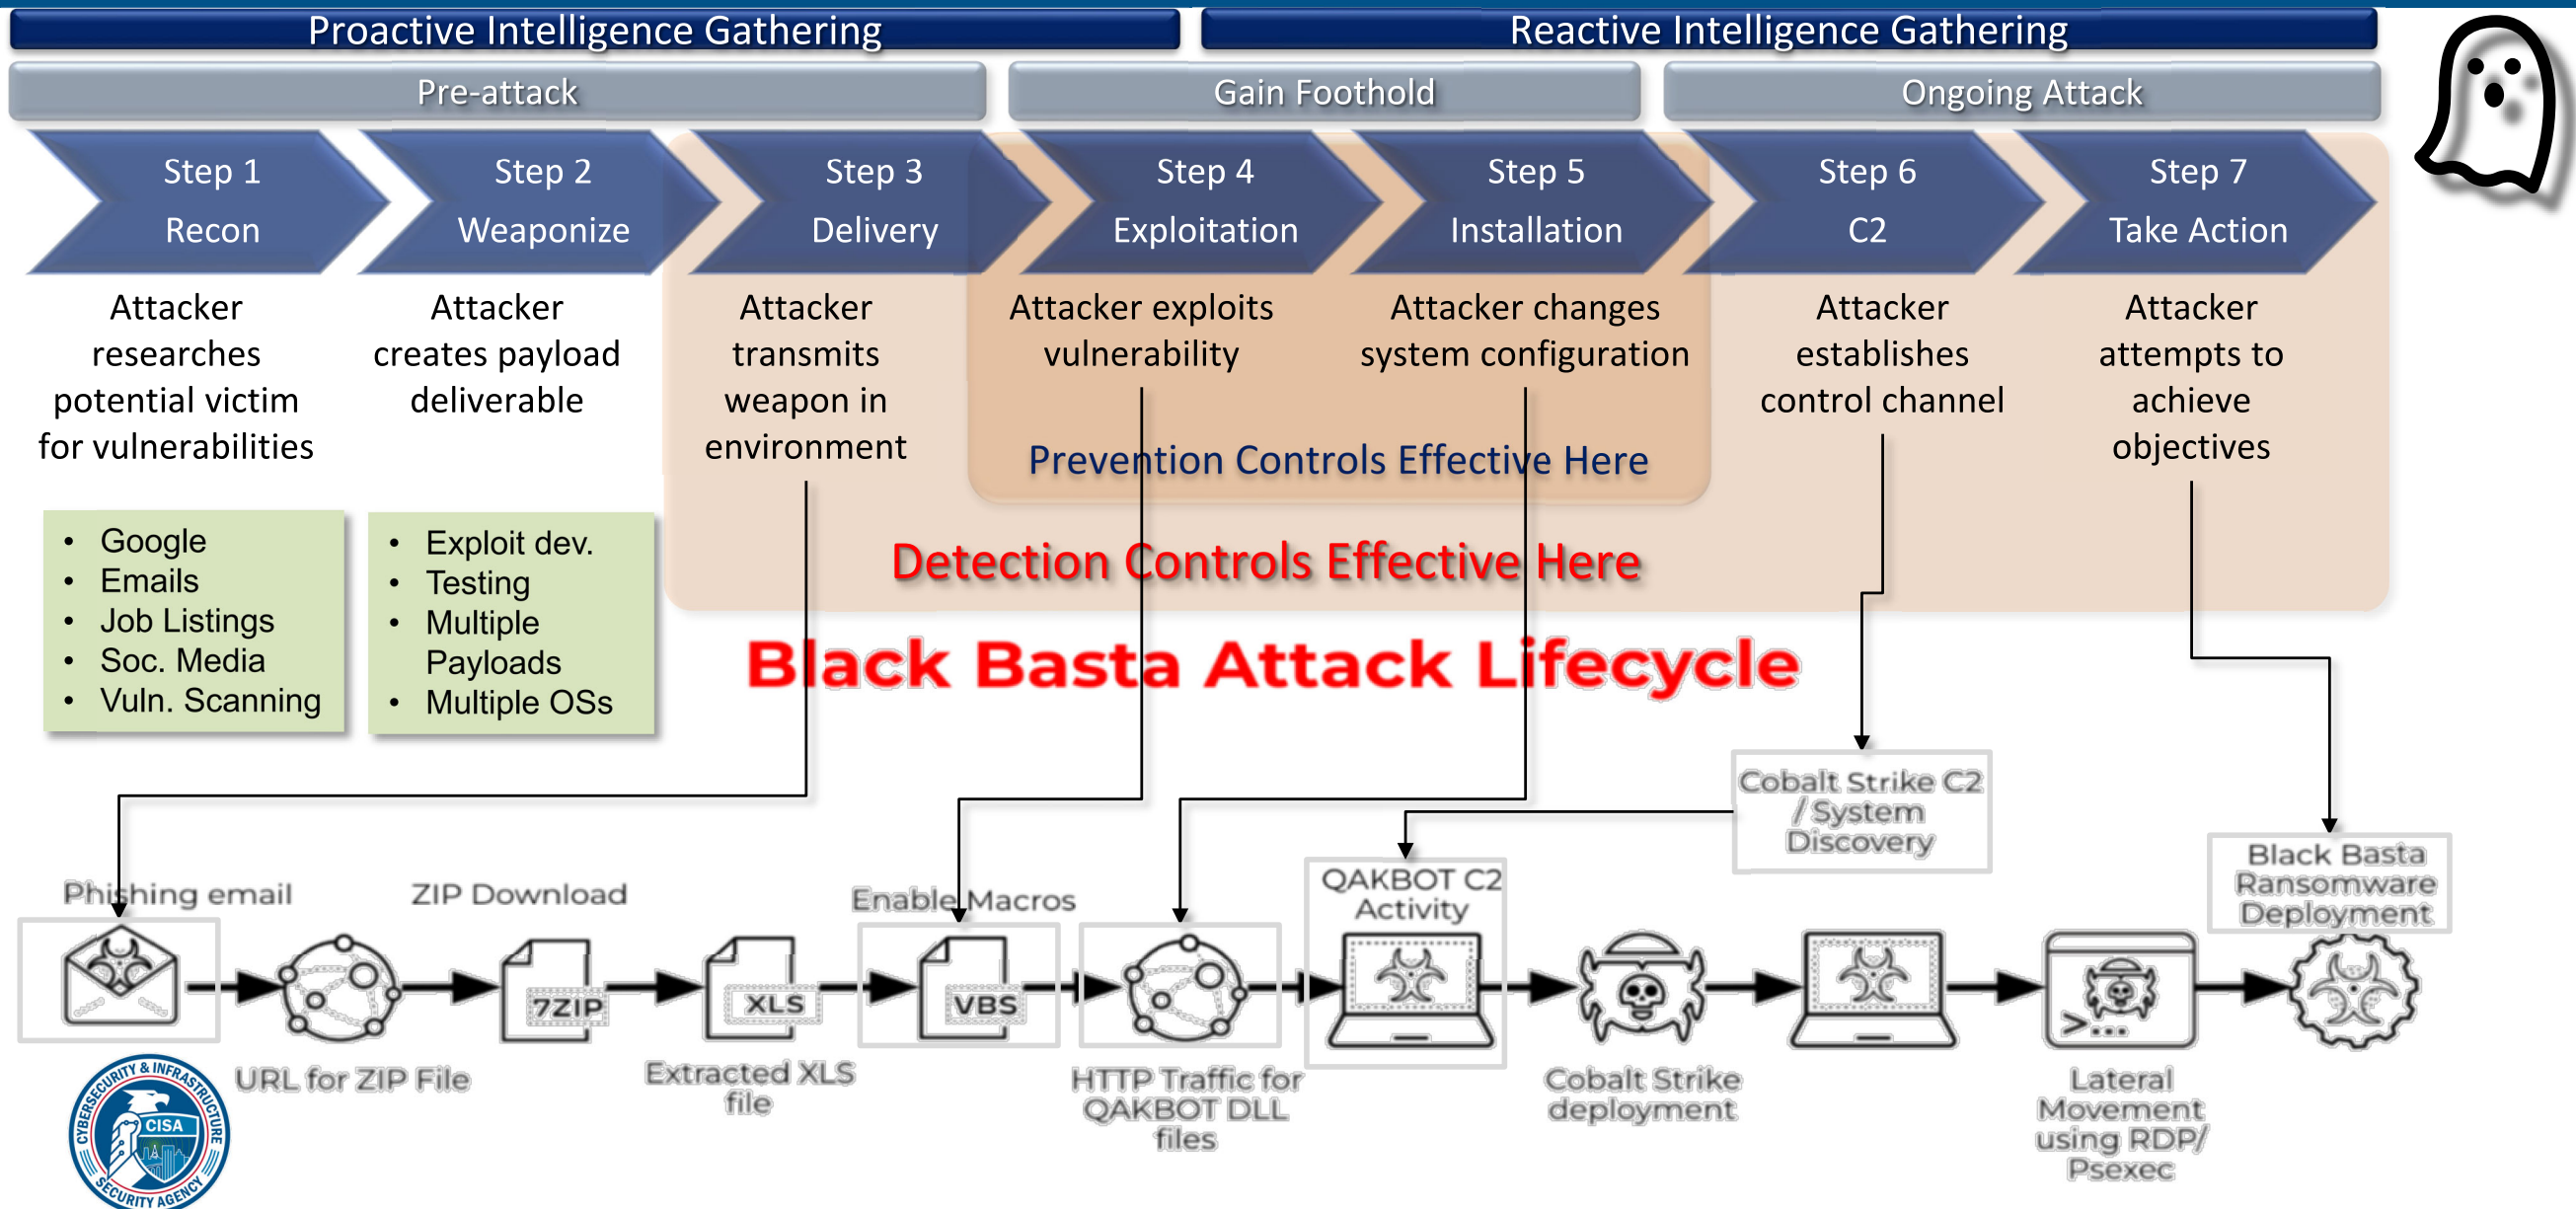 Proactive Intelligence Gathering
Reactive Intelligence Gathering
Pre-attack
Gain Foothold
Ongoing Attack
Step 1
Recon
Step 2
Weaponize
Step 3
Delivery
Step 4
Exploitation
Step 5
Installation
Step 6
C2
Step 7
Take Action
Attacker
researches
potential victim
for vulnerabilities
Attacker
creates payload
deliverable
Attacker
transmits
weapon in
environment
Attacker exploits
vulnerability
Attacker changes
system configuration
Attacker
establishes
control channel
Attacker
attempts to
achieve
objectives
Prevention Controls Effective Here
Detection Controls Effective Here
• Google
• Emails
• Job Listings
• Soc. Media
• Vuln. Scanning
• Exploit dev.
• Testing
• Multiple
Payloads
• Multiple OSs
Black Basta Attack Lifecycle
Cobalt Strike C2
/ System
Discovery
Black Basta
Ransomware
Deployment
Phishing email
ZIP Download
Enable Macros
QAKBOT C2
Activity
7ZIP
XLS
VBS
>...
URL for ZIP File
Extracted XLS
file
HTTP Traffic for
QAKBOT DLL
files
Cobalt Strike
deployment
Lateral
Movement
using RDP/
Psexec
CYBERSECURITY & INFRASTRUCTURE
CISA
SECURITY AGENCY